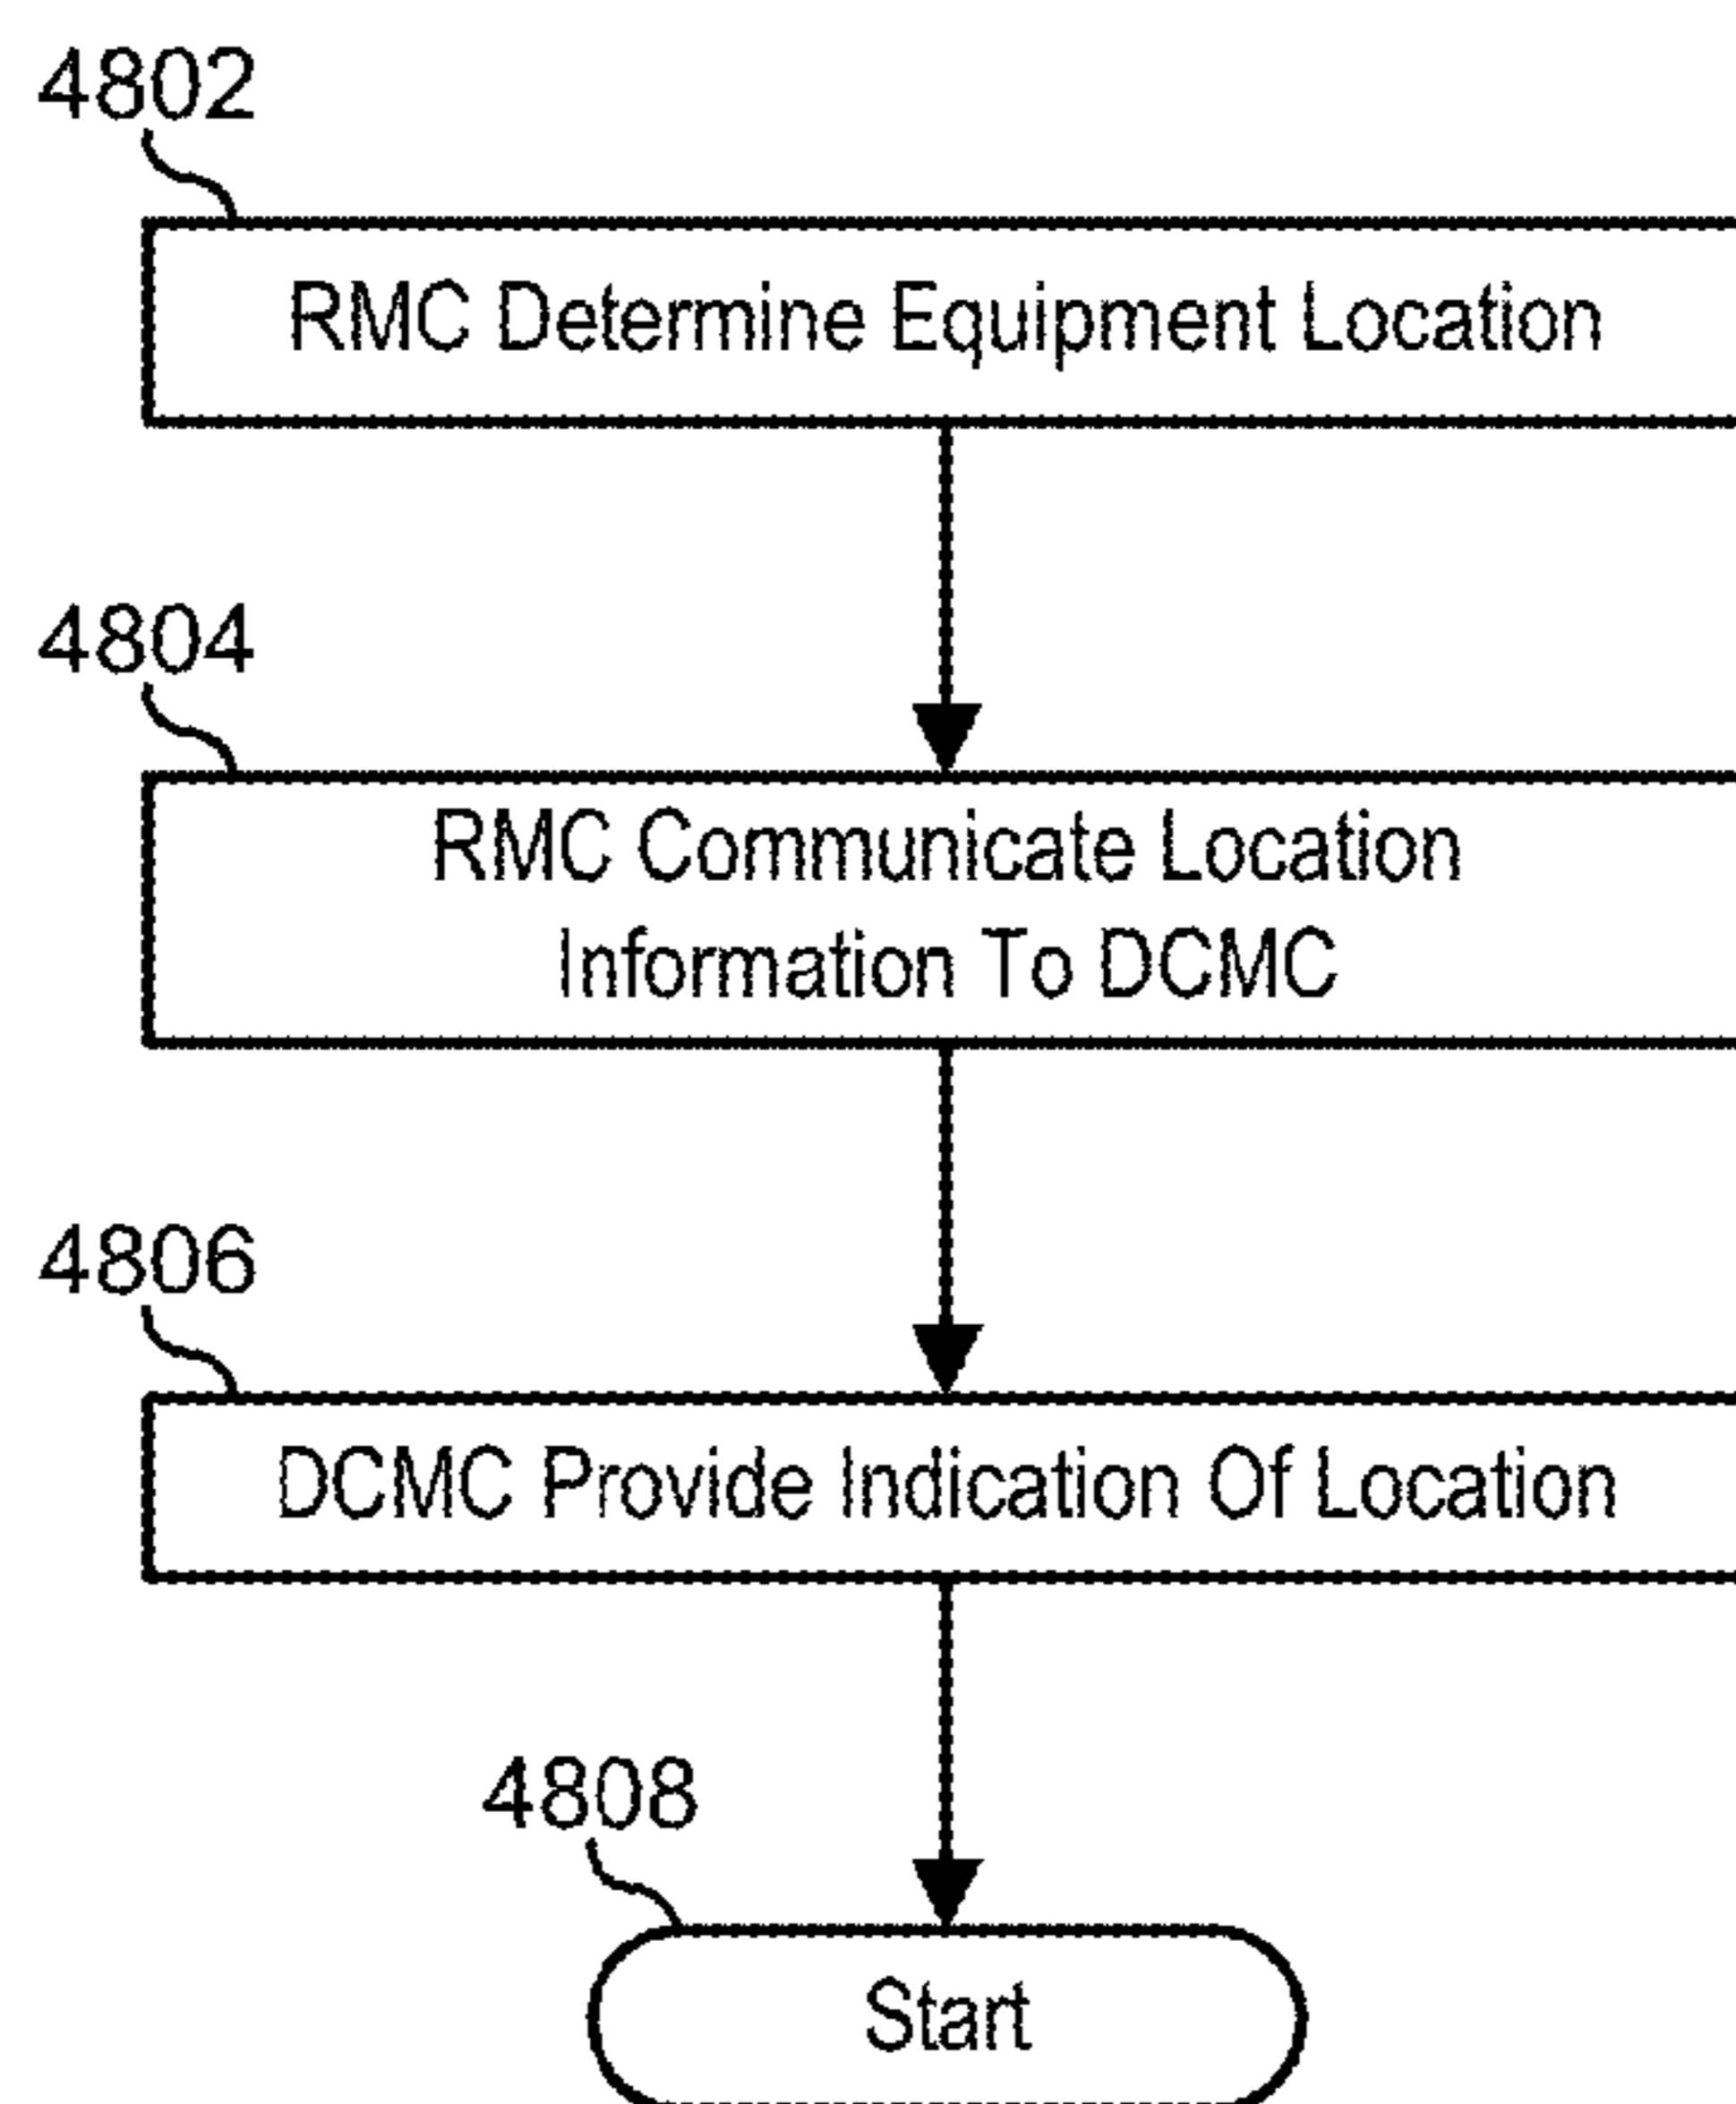 4802
RMC Determine Equipment Location
4804
RMC Communicate Location
Information To DCMC
4806
DCMC Provide Indication Of Location
4808
Start